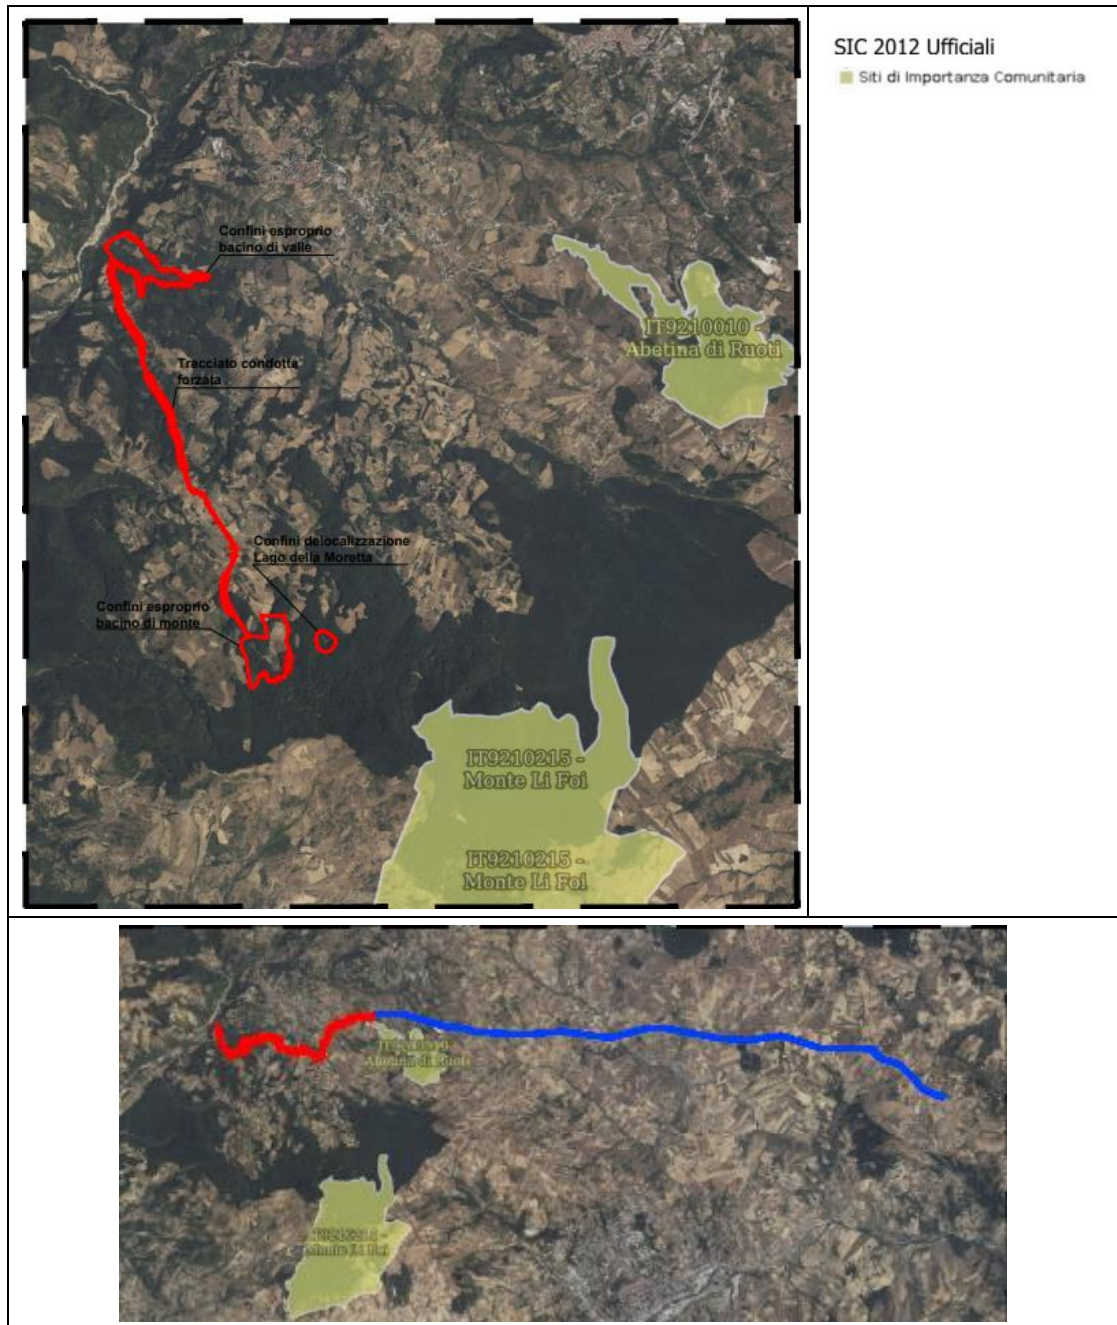 SIC 2012 Ufficiali
Siti di Importanza Comunitaria
Confini esproprio
bacino di valle
IT9210010 -
Abetina di Ruoti
Tracciato condotta
forzata
Confini delocalizzazione
Lago della Moretta
Confini esproprio
bacino di monte
IT9210215 -
Monte Li Foi
IT9210215 -
Monte Li Foi
IT9210010 -
Abetina di Ruoti
IT9210215 -
Monte Li Foi